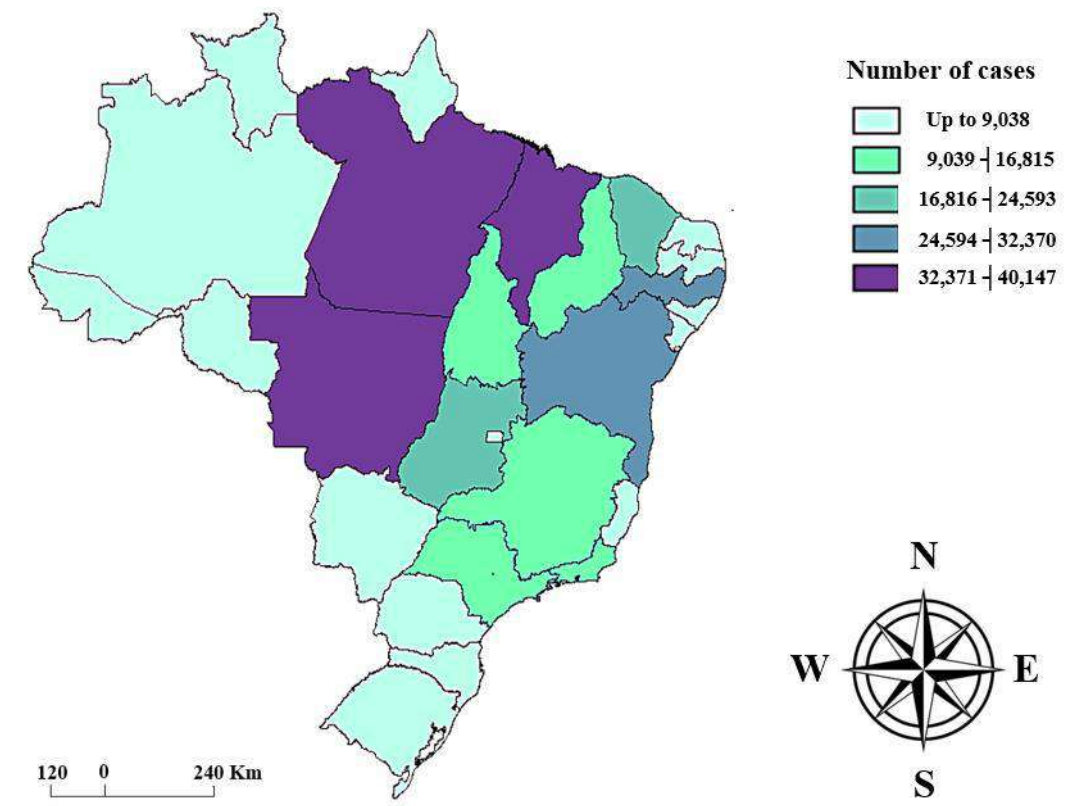 Number of cases
Up to 9,038
9,039 ┤16,815
16,816 ┤24,593
24,594 ┤32,370
32,371 ┤40,147
N
W E
S
120 0 240 Km